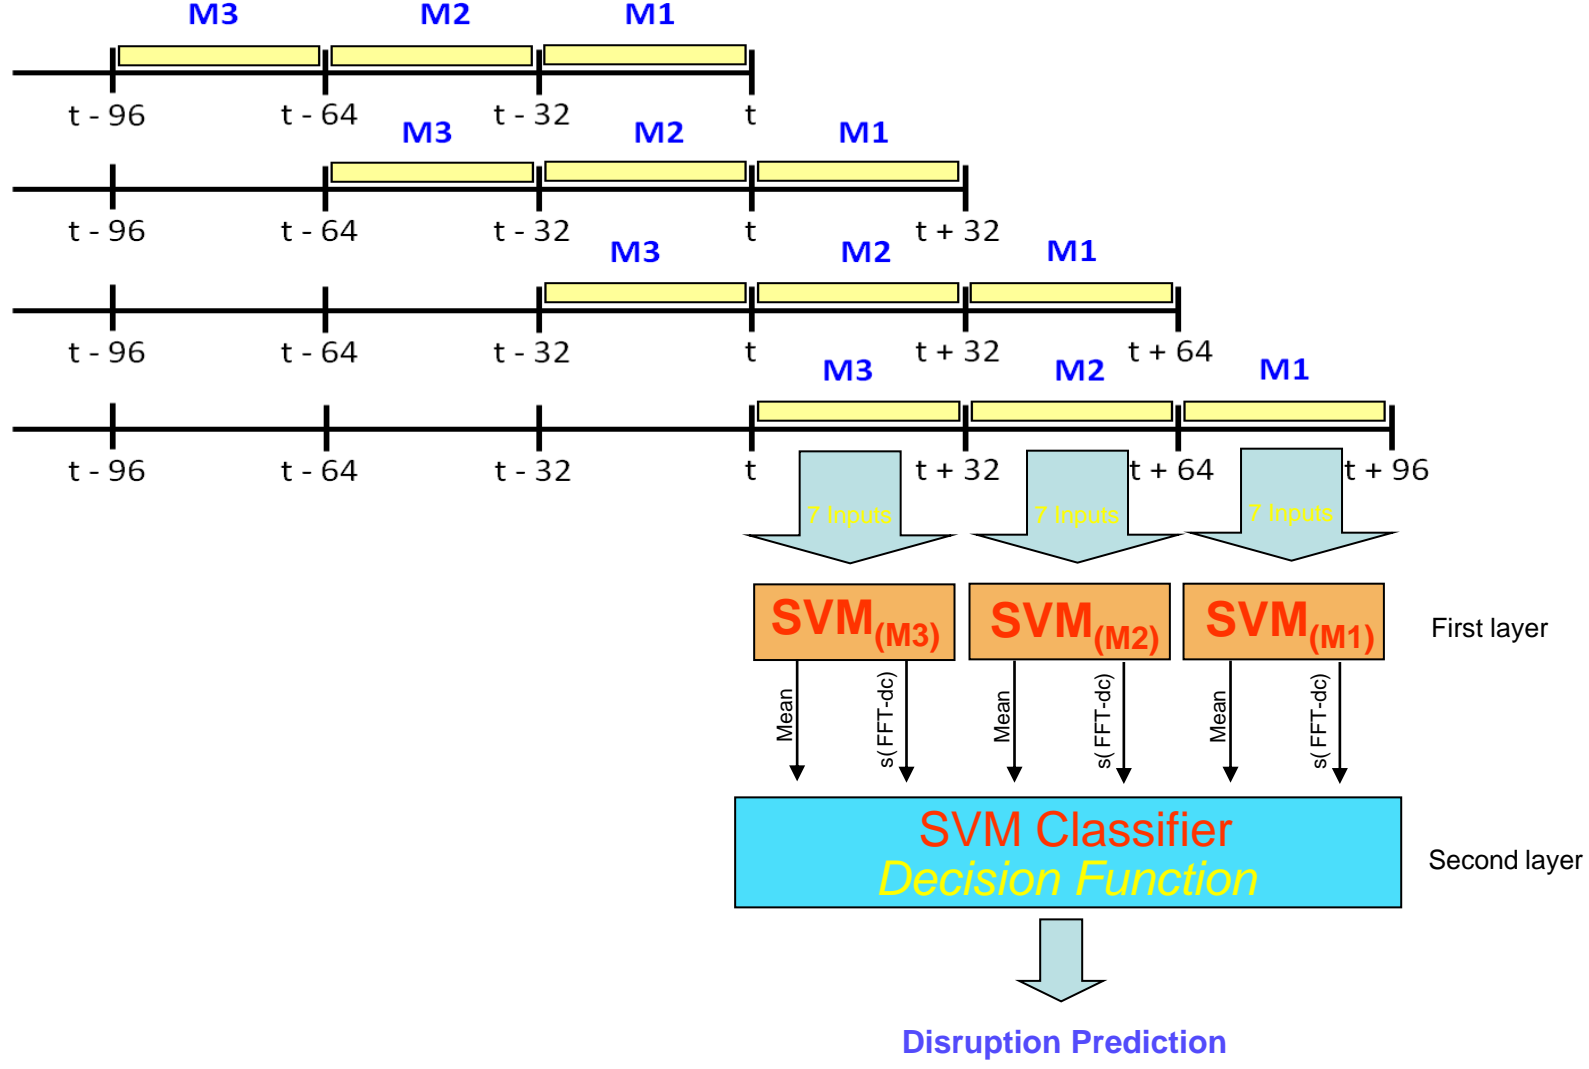 M3 M2 M1
t - 96 t - 64 t - 32 t
M3 M2 M1
t - 96 t - 64 t - 32 t t + 32
M3 M2 M1
t - 96 t - 64 t - 32 t t + 32 t + 64
M3 M2 M1
t - 96 t - 64 t - 32 t t + 32 t + 64 t + 96
7 Inputs 7 Inputs 7 Inputs
SVM(M3) SVM(M2) SVM(M1) First layer
Mean s( FFT-dc) Mean s( FFT-dc) Mean s( FFT-dc)
SVM Classifier
Decision Function
Second layer
Disruption Prediction